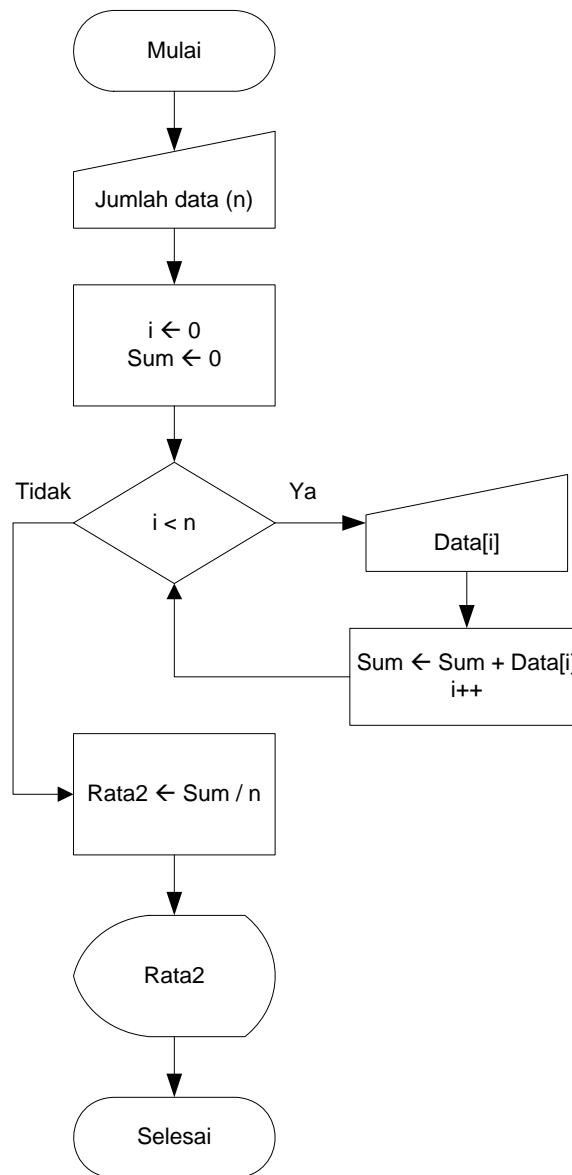 Mulai
Jumlah data (n)
i ← 0
Sum ← 0
Tidak
Ya
i < n
Data[i]
Sum ← Sum + Data[i]
i++
Rata2 ← Sum / n
Rata2
Selesai